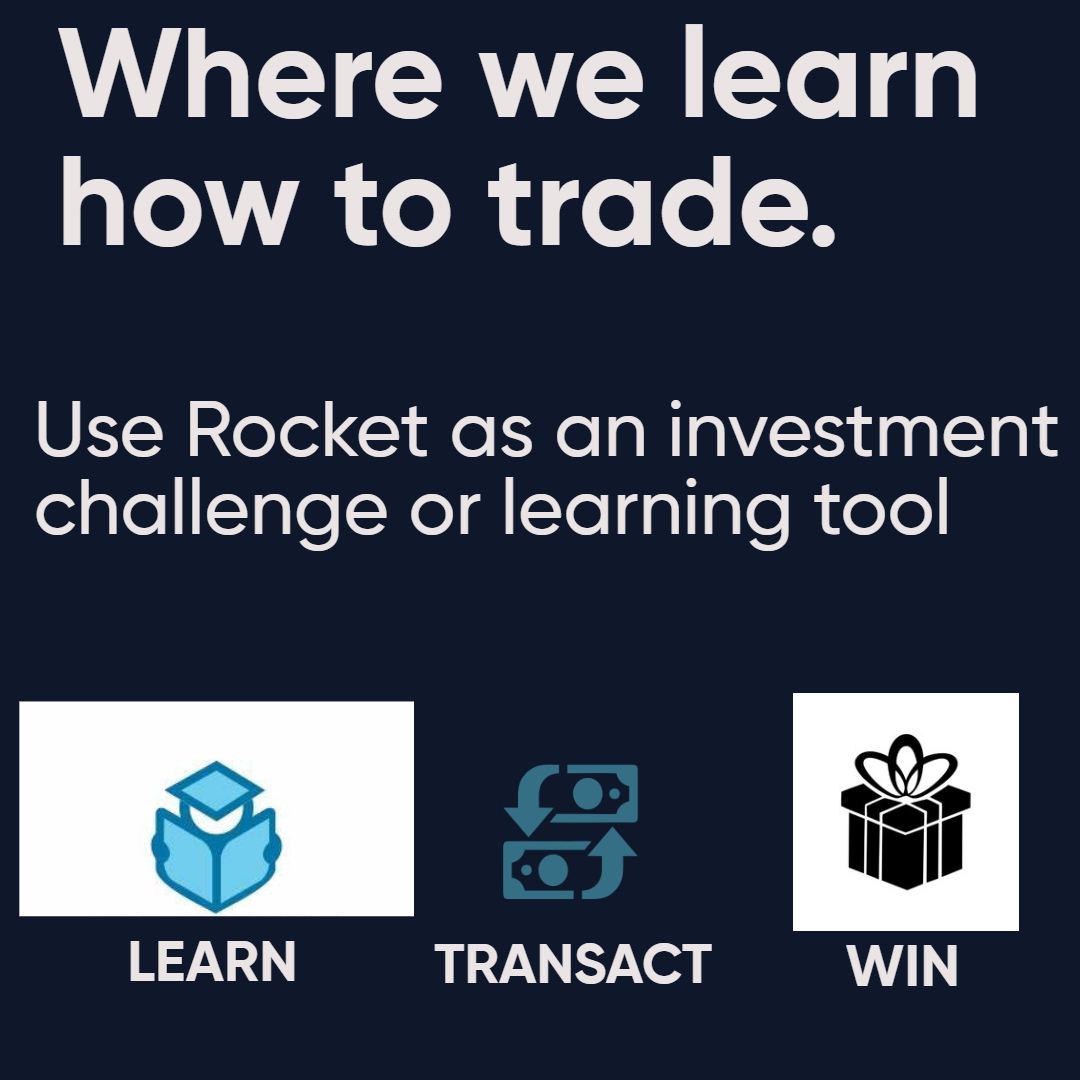 Where we learn
how to trade.
Use Rocket as an investment
challenge or learning tool
LEARN
TRANSACT
WIN